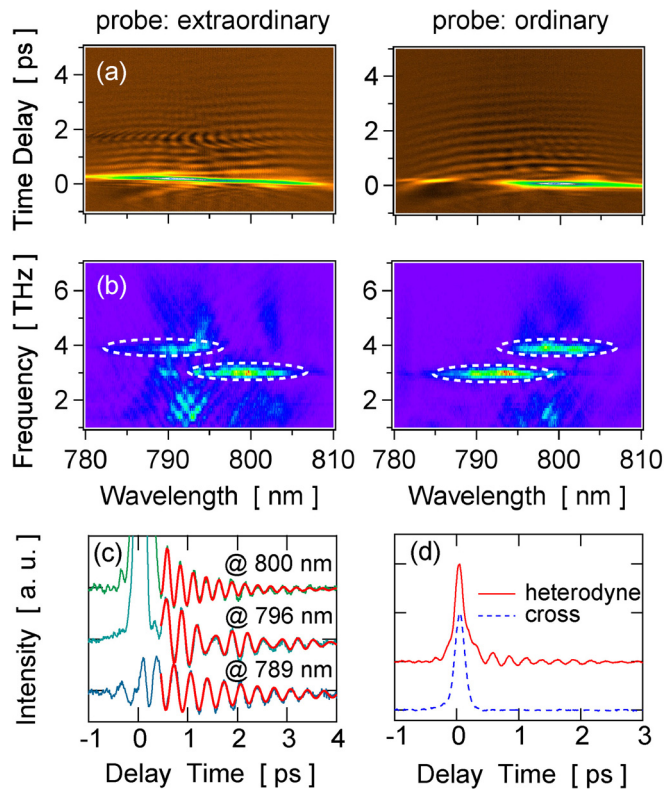 probe: extraordinary
probe: ordinary
Time Delay [ ps]
4
2
0
(a)
4
2
0
Frequency [ THz]
6
4
2
(b)
6
4
2
780 790 800 810
780 790 800 810
Wavelength [ nm ]
Wavelength [ nm ]
Intensity [a. u.]
(c)
@ 800 nm
@ 796 nm
@ 789 nm
-1 0 1 2 3 4
Delay Time [ ps ]
(d)
heterodyne
cross
-1 0 1 2 3
Delay Time [ ps ]